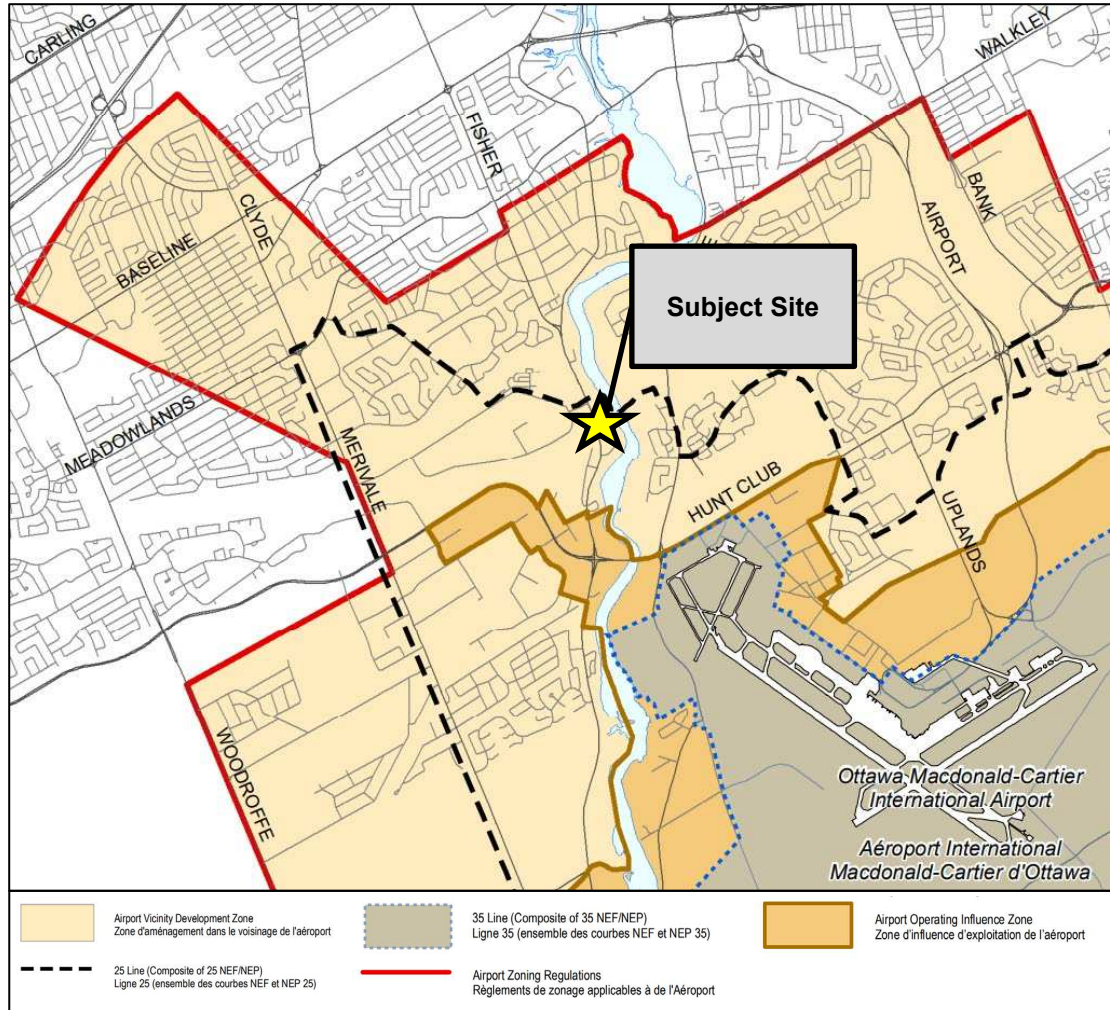 CARLING
WALKLEY
FISHER
BANK
CLYDE
AIRPORT
BASELINE
Subject Site
MEADOWLANDS
MERIVALE
HUNT CLUB
UPLANDS
WOODROFFE
Ottawa Macdonald-Cartier
International Airport
Aéroport International
Macdonald-Cartier d'Ottawa
Airport Vicinity Development Zone
Zone d'aménagement dans le voisinage de l'aéroport
35 Line (Composite of 35 NEF/NEP)
Ligne 35 (ensemble des courbes NEF et NEP 35)
Airport Operating Influence Zone
Zone d'influence d'exploitation de l'aéroport
25 Line (Composite of 25 NEF/NEP)
Ligne 25 (ensemble des courbes NEF et NEP 25)
Airport Zoning Regulations
Règlements de zonage applicables à de l'Aéroport